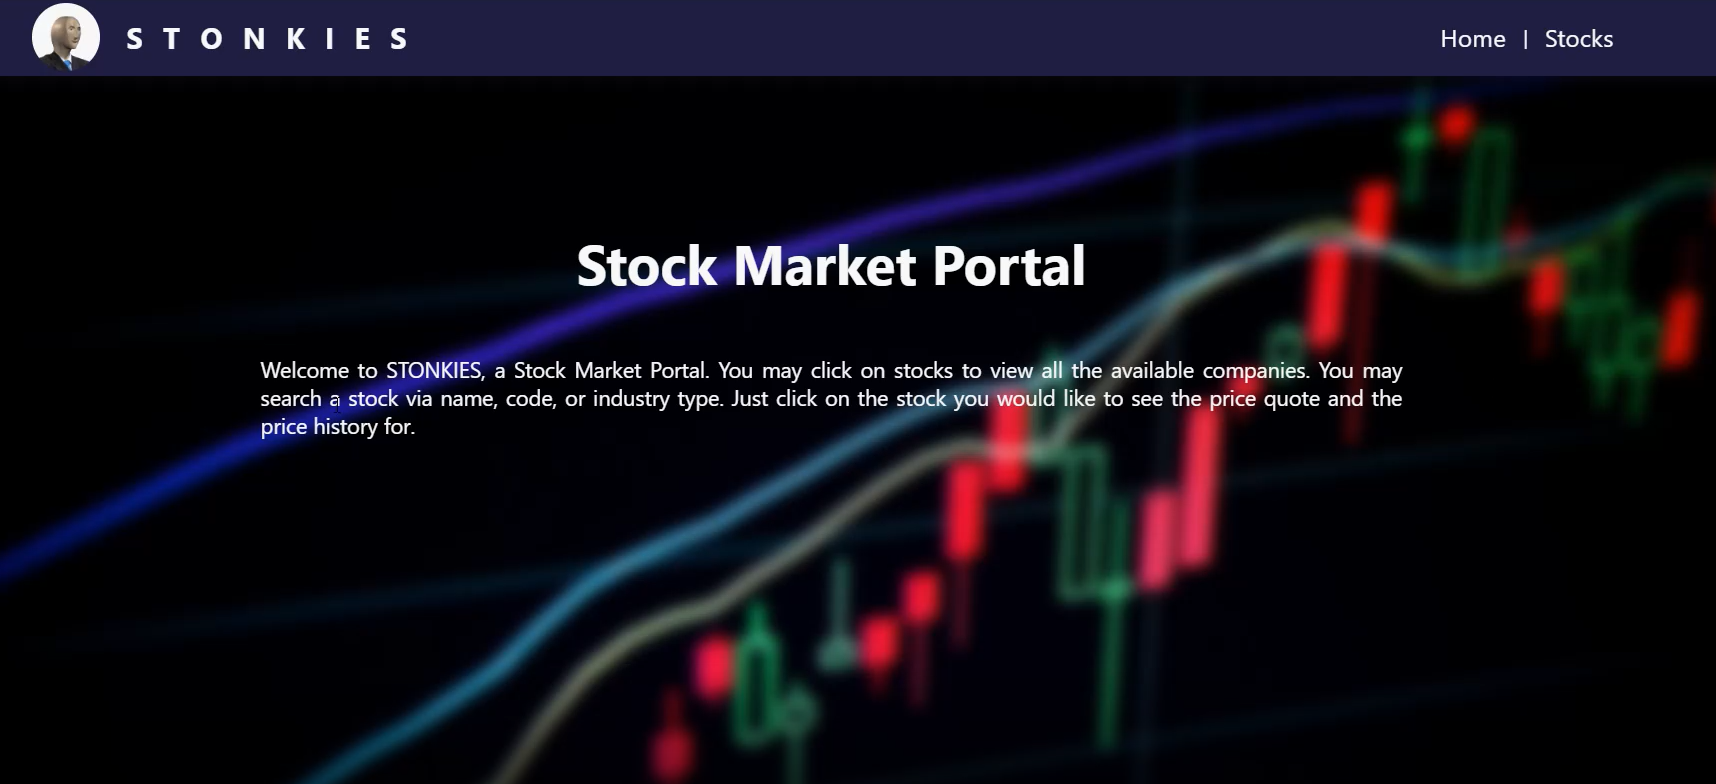 S T O N K I E S
Home | Stocks
Stock Market Portal
Welcome to STONKIES, a Stock Market Portal. You may click on stocks to view all the available companies. You may
search a stock via name, code, or industry type. Just click on the stock you would like to see the price quote and the
price history for.